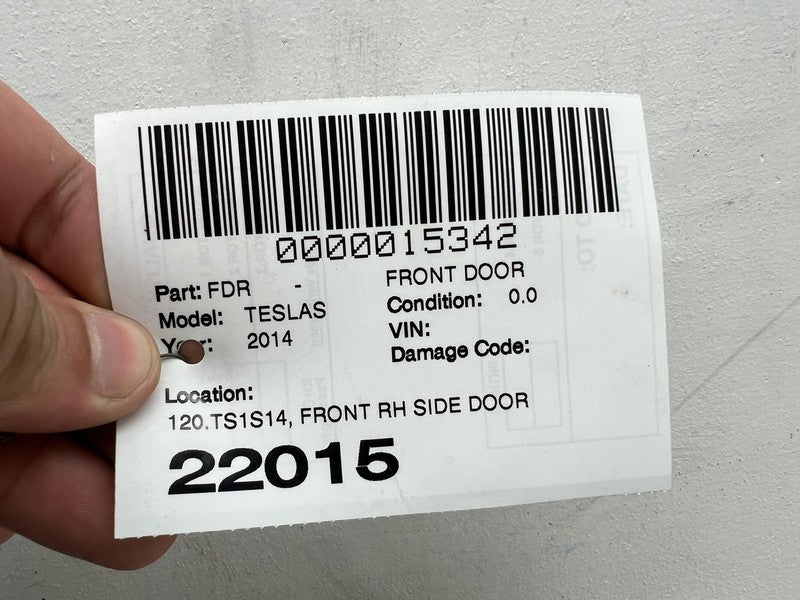 0000015342
Part: FDR - FRONT DOOR
Model: TESLAS Condition: 0.0
Year: 2014 VIN:
Damage Code:
Location:
120.TS1S14, FRONT RH SIDE DOOR
22015